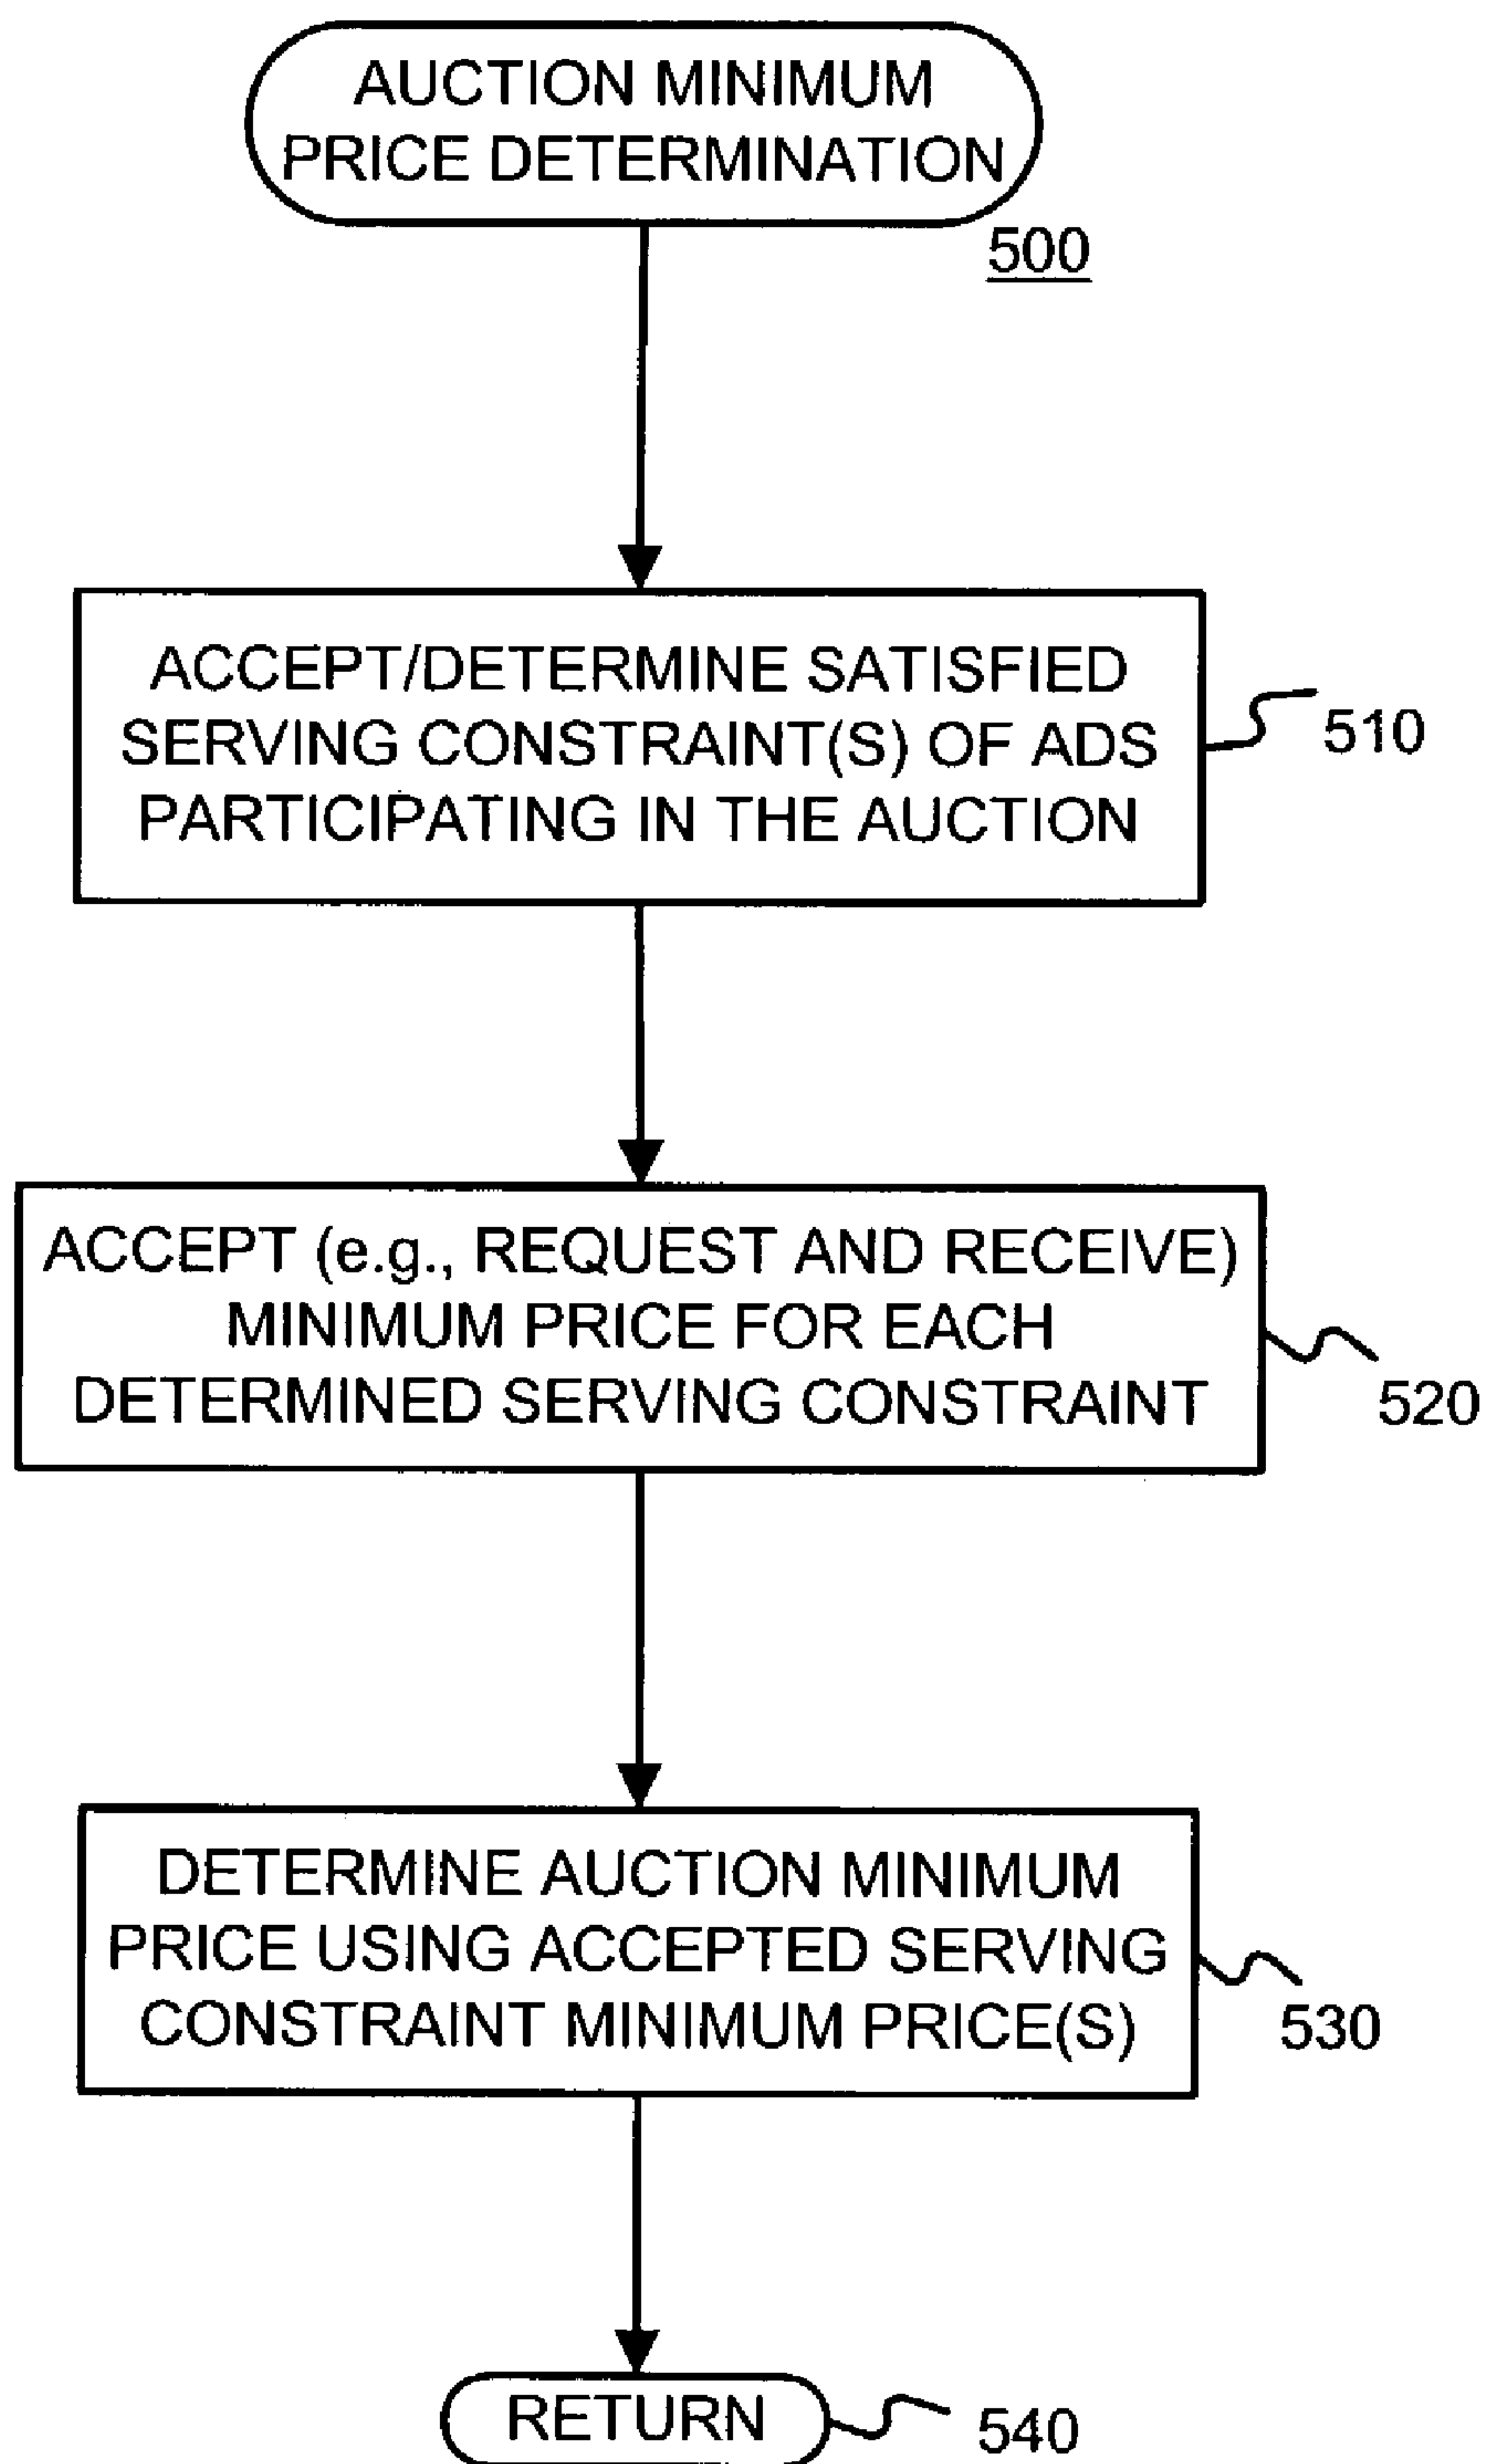 AUCTION MINIMUM
PRICE DETERMINATION
500
ACCEPT/DETERMINE SATISFIED
SERVING CONSTRAINT(S) OF ADS
PARTICIPATING IN THE AUCTION
510
ACCEPT (e.g., REQUEST AND RECEIVE)
MINIMUM PRICE FOR EACH
DETERMINED SERVING CONSTRAINT
520
DETERMINE AUCTION MINIMUM
PRICE USING ACCEPTED SERVING
CONSTRAINT MINIMUM PRICE(S)
530
RETURN
540